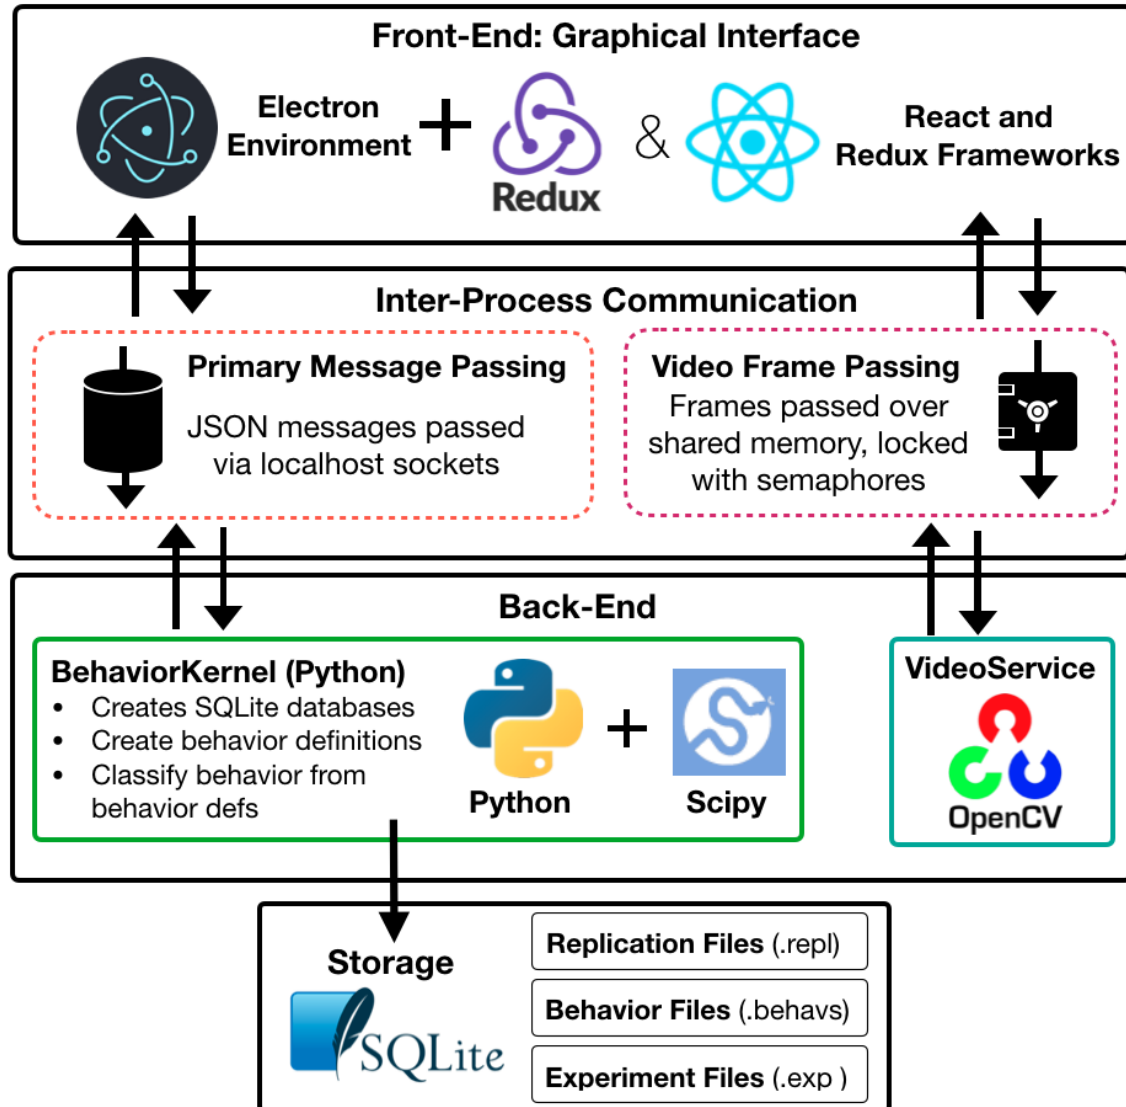 Front-End: Graphical Interface
Electron
Environment
+
Redux
&
React and
Redux Frameworks
Inter-Process Communication
Primary Message Passing
JSON messages passed
via localhost sockets
Video Frame Passing
Frames passed over
shared memory, locked
with semaphores
Back-End
BehaviorKernel (Python)
• Creates SQLite databases
• Create behavior definitions
• Classify behavior from
behavior defs
Python
+
Scipy
VideoService
OpenCV
Storage
SQLite
Replication Files (.repl)
Behavior Files (.behavs)
Experiment Files (.exp )